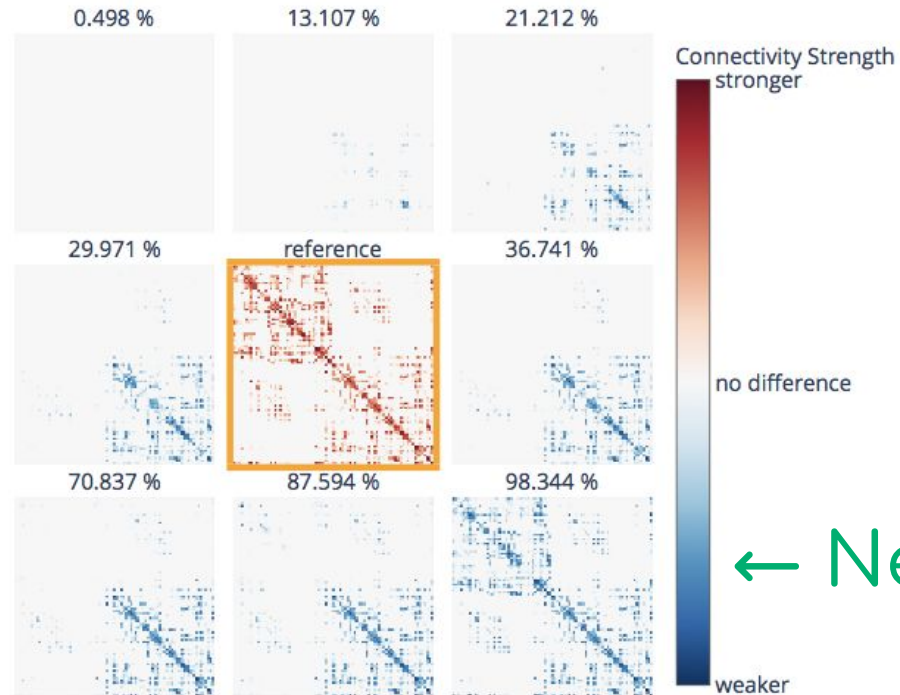 0.498 %
13.107 %
21.212 %
Connectivity Strength
stronger
29.971 %
reference
36.741 %
no difference
70.837 %
87.594 %
98.344 %
← Ne
weaker